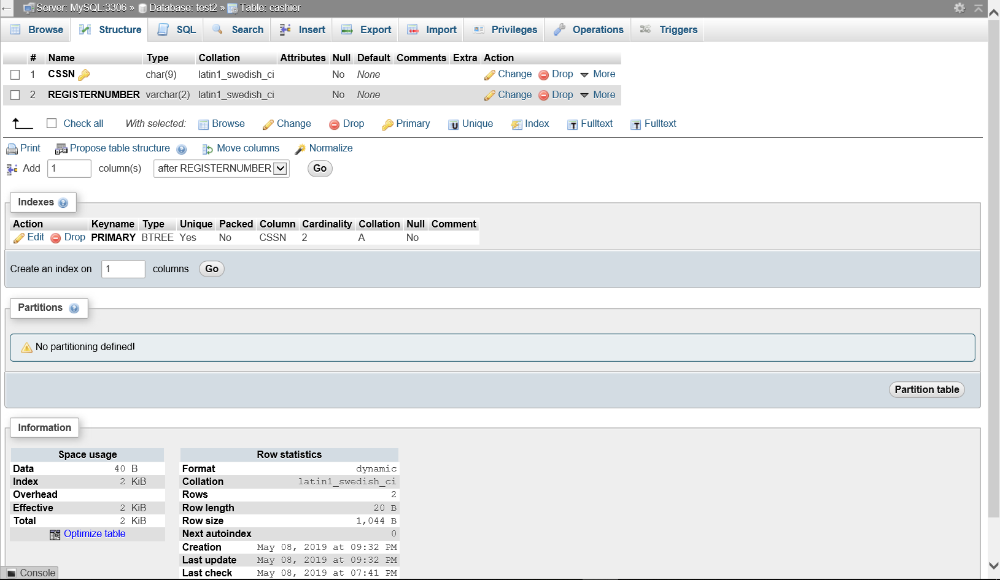 Server: MySQL:3306 » Database: test2 » Table: cashier
Browse Structure SQL Search Insert Export Import Privileges Operations Triggers
# Name Type Collation Attributes Null Default Comments Extra Action
1 CSSN char(9) latin1_swedish_ci No None Change Drop More
2 REGISTERNUMBER varchar(2) latin1_swedish_ci No None Change Drop More
Check all With selected: Browse Change Drop Primary Unique Index Fulltext Fulltext
Print Propose table structure Move columns Normalize
Add 1 column(s) after REGISTERNUMBER Go
Indexes
Action Keyname Type Unique Packed Column Cardinality Collation Null Comment
Edit Drop PRIMARY BTREE Yes No CSSN 2 A No
Create an index on 1 columns Go
Partitions
No partitioning defined!
Partition table
Information
Space usage
Data 40 B
Index 2 KiB
Overhead
Effective 2 KiB
Total 2 KiB
Optimize table
Row statistics
Format dynamic
Collation latin1_swedish_ci
Rows 2
Row length 20 B
Row size 1,044 B
Next autoindex 0
Creation May 08, 2019 at 09:32 PM
Last update May 08, 2019 at 09:32 PM
Last check May 08, 2019 at 07:41 PM
Console